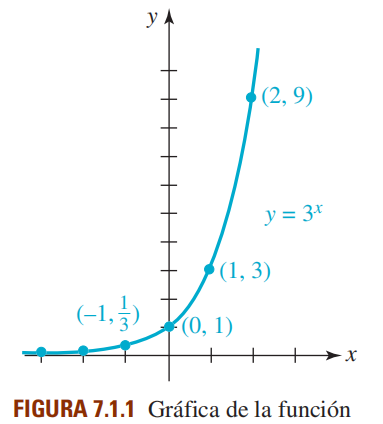 y
(2, 9)
y = 3^x
(1, 3)
(−1, 1/3)
(0, 1)
x
FIGURA 7.1.1 Gráfica de la función